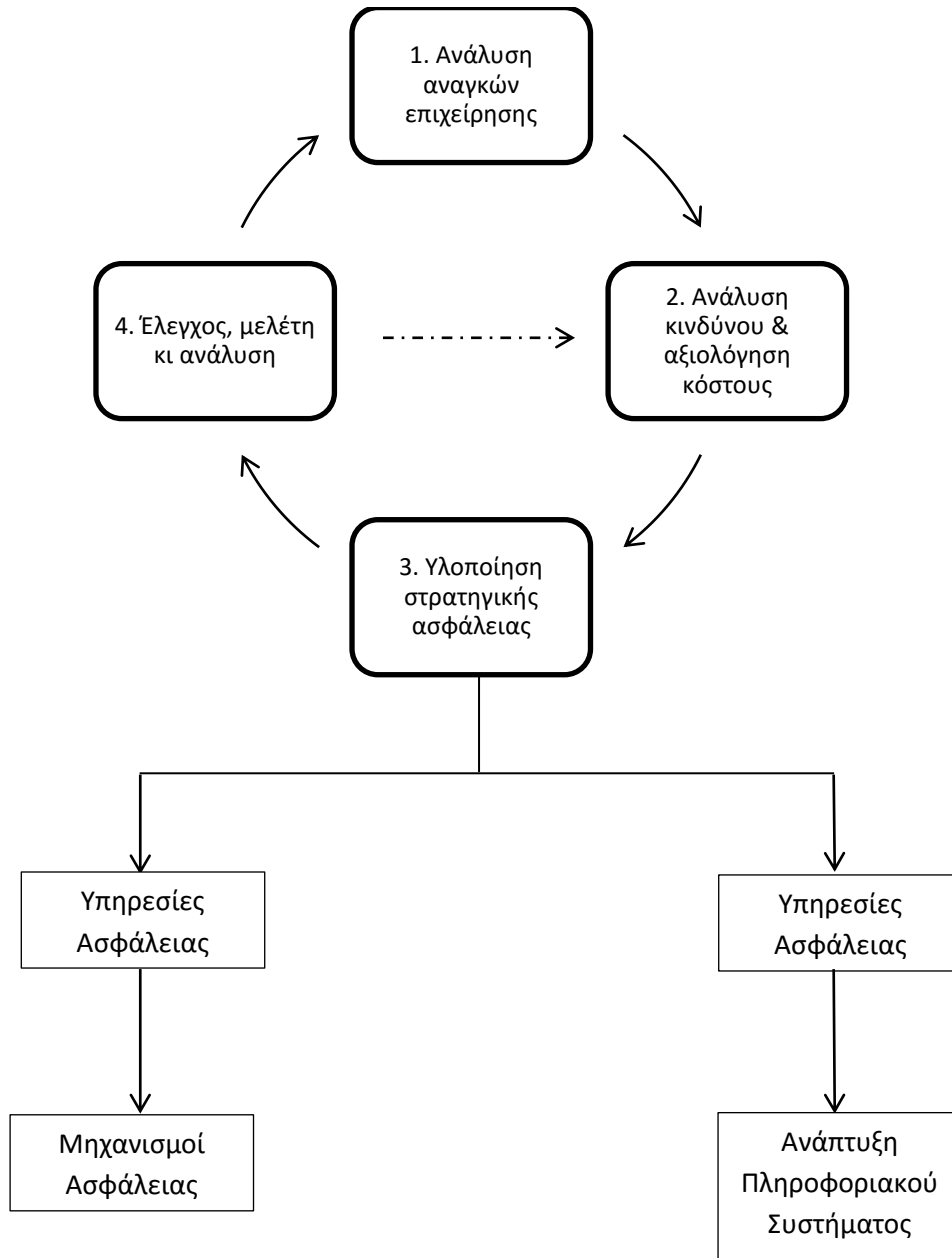 1. Ανάλυση
αναγκών
επιχείρησης
2. Ανάλυση
κινδύνου &
αξιολόγηση
κόστους
4. Έλεγχος, μελέτη
κι ανάλυση
3. Υλοποίηση
στρατηγικής
ασφάλειας
Υπηρεσίες
Ασφάλειας
Υπηρεσίες
Ασφάλειας
Μηχανισμοί
Ασφάλειας
Ανάπτυξη
Πληροφοριακού
Συστήματος